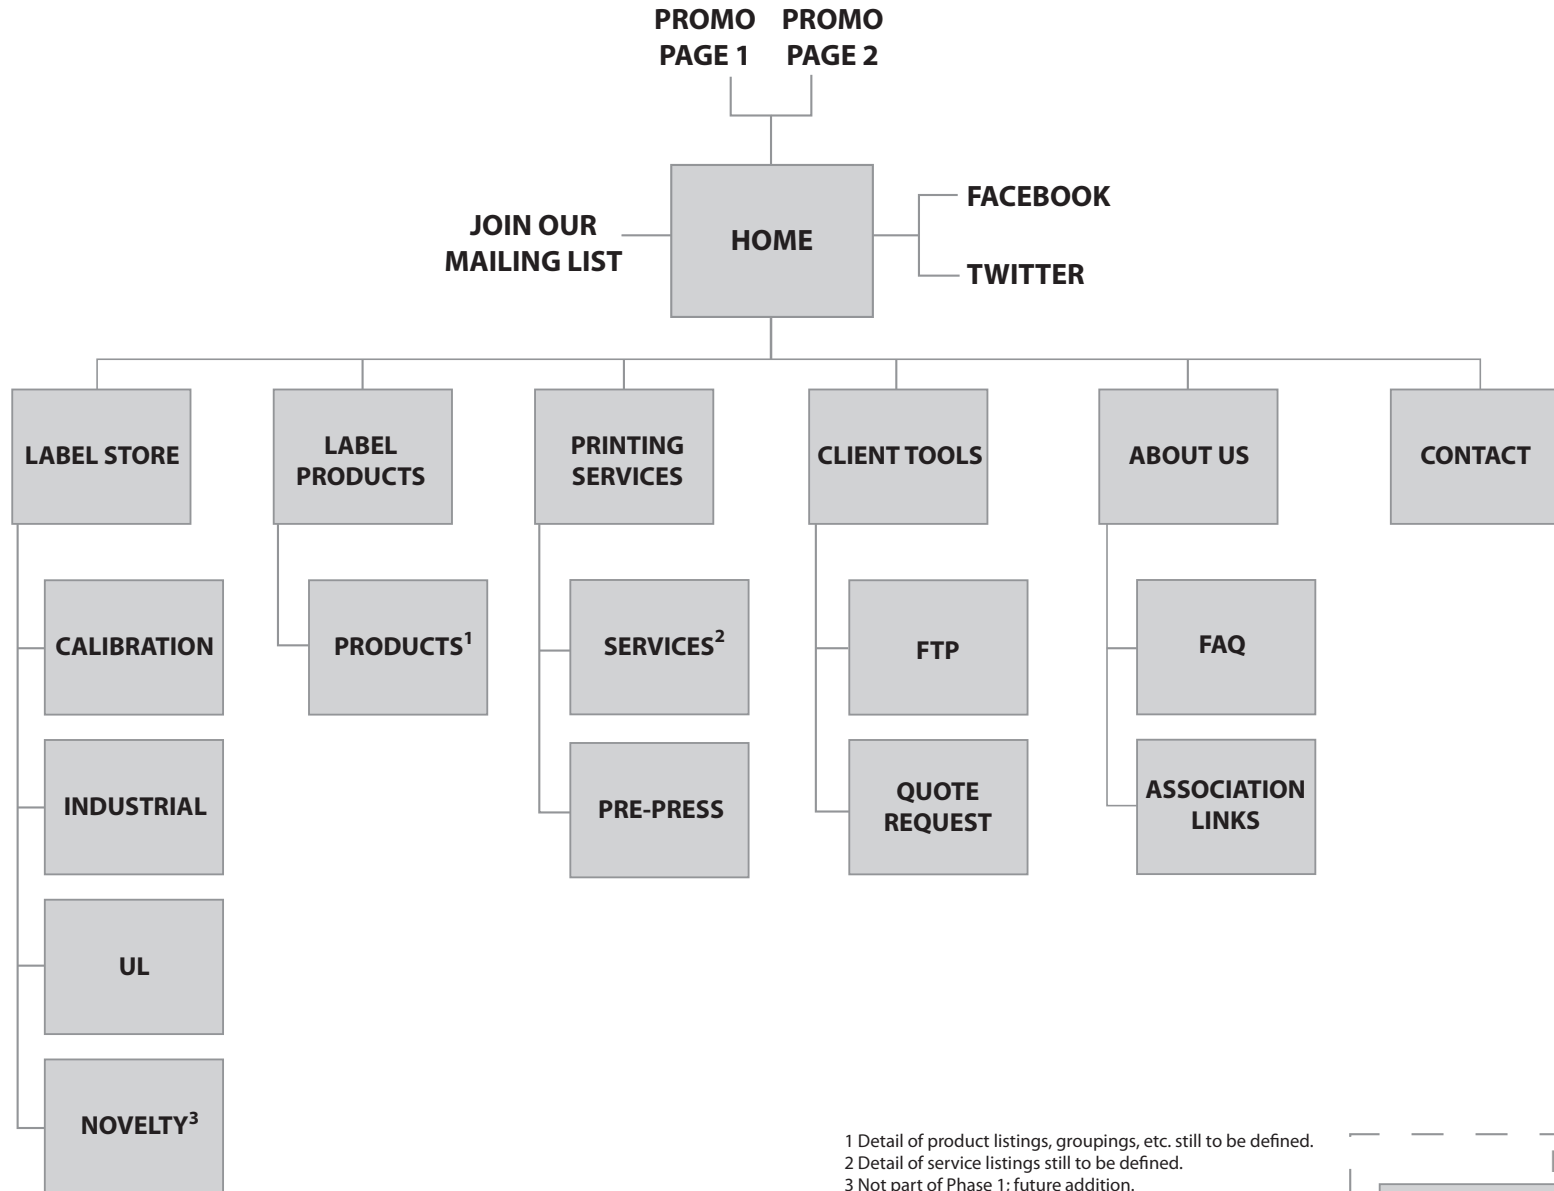 PROMO PAGE 1
PROMO PAGE 2
JOIN OUR
MAILING LIST
HOME
FACEBOOK
TWITTER
LABEL STORE
LABEL
PRODUCTS
PRINTING
SERVICES
CLIENT TOOLS
ABOUT US
CONTACT
CALIBRATION
INDUSTRIAL
UL
NOVELTY³
PRODUCTS¹
SERVICES²
PRE-PRESS
FTP
QUOTE
REQUEST
FAQ
ASSOCIATION
LINKS
1 Detail of product listings, groupings, etc. still to be defined.
2 Detail of service listings still to be defined.
3 Not part of Phase 1; future addition.